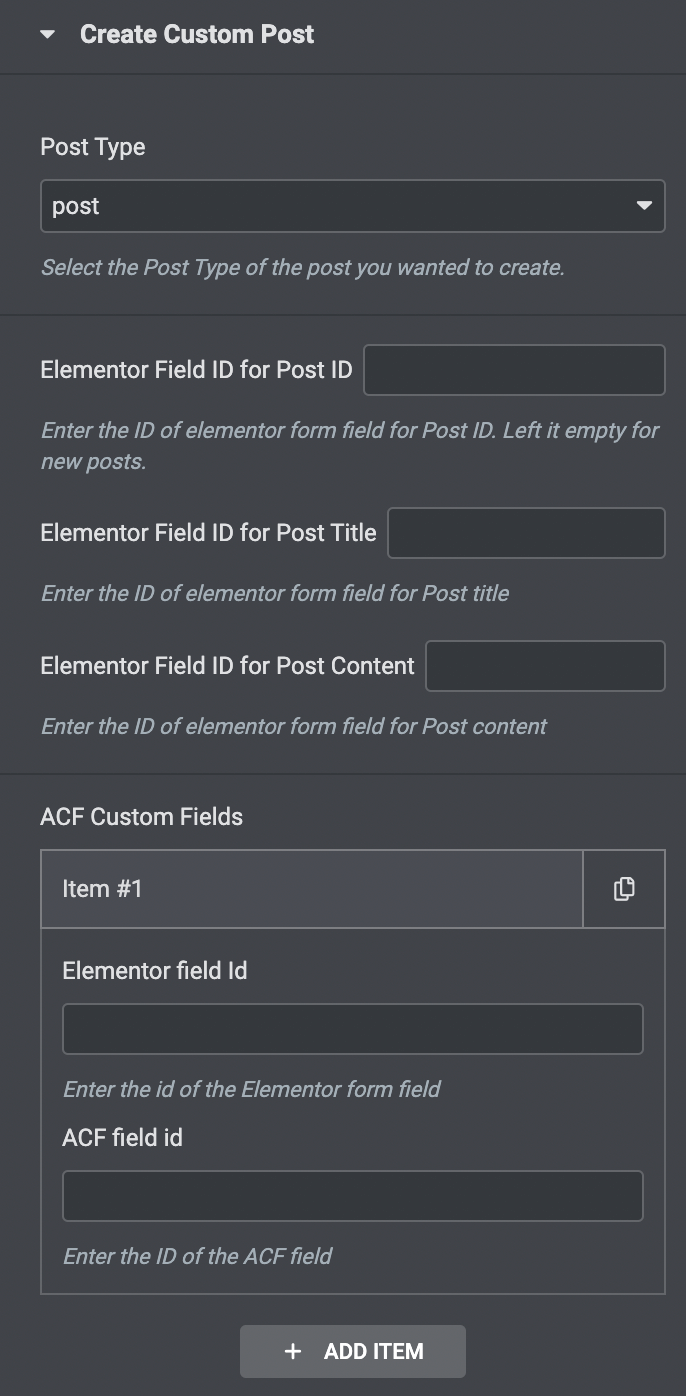 Create Custom Post
Post Type
post
Select the Post Type of the post you wanted to create.
Elementor Field ID for Post ID
Enter the ID of elementor form field for Post ID. Left it empty for
new posts.
Elementor Field ID for Post Title
Enter the ID of elementor form field for Post title
Elementor Field ID for Post Content
Enter the ID of elementor form field for Post content
ACF Custom Fields
Item #1
Elementor field Id
Enter the id of the Elementor form field
ACF field id
Enter the ID of the ACF field
+ ADD ITEM